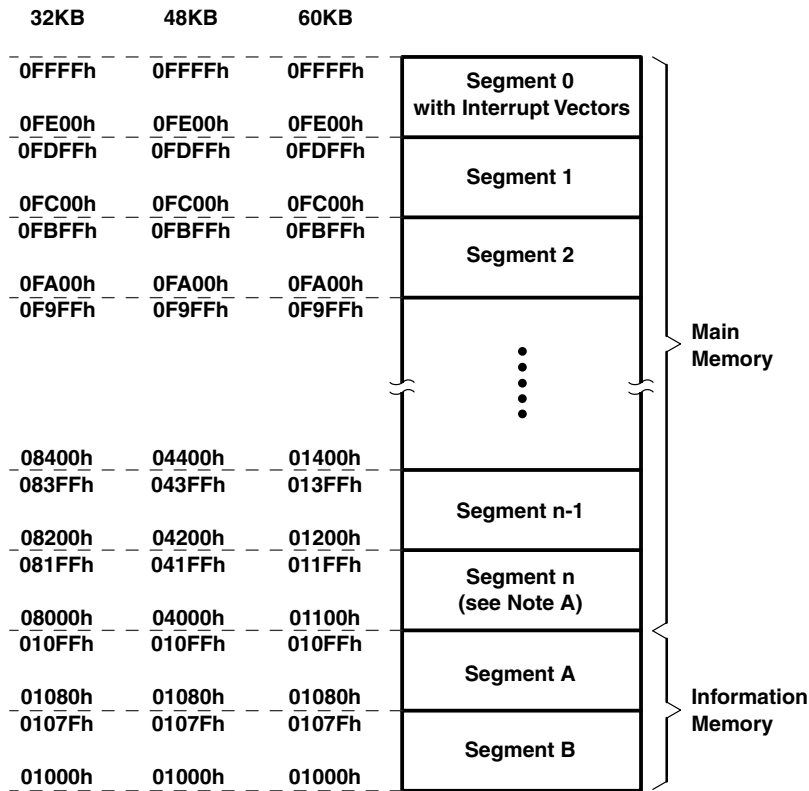 32KB 48KB 60KB
0FFFFh 0FFFFh 0FFFFh
Segment 0
with Interrupt Vectors
0FE00h 0FE00h 0FE00h
0FDFFh 0FDFFh 0FDFFh
Segment 1
0FC00h 0FC00h 0FC00h
0FBFFh 0FBFFh 0FBFFh
Segment 2
0FA00h 0FA00h 0FA00h
0F9FFh 0F9FFh 0F9FFh
Main
Memory
08400h 04400h 01400h
083FFh 043FFh 013FFh
Segment n-1
08200h 04200h 01200h
081FFh 041FFh 011FFh
Segment n
(see Note A)
08000h 04000h 01100h
010FFh 010FFh 010FFh
Segment A
01080h 01080h 01080h
Information
Memory
0107Fh 0107Fh 0107Fh
Segment B
01000h 01000h 01000h